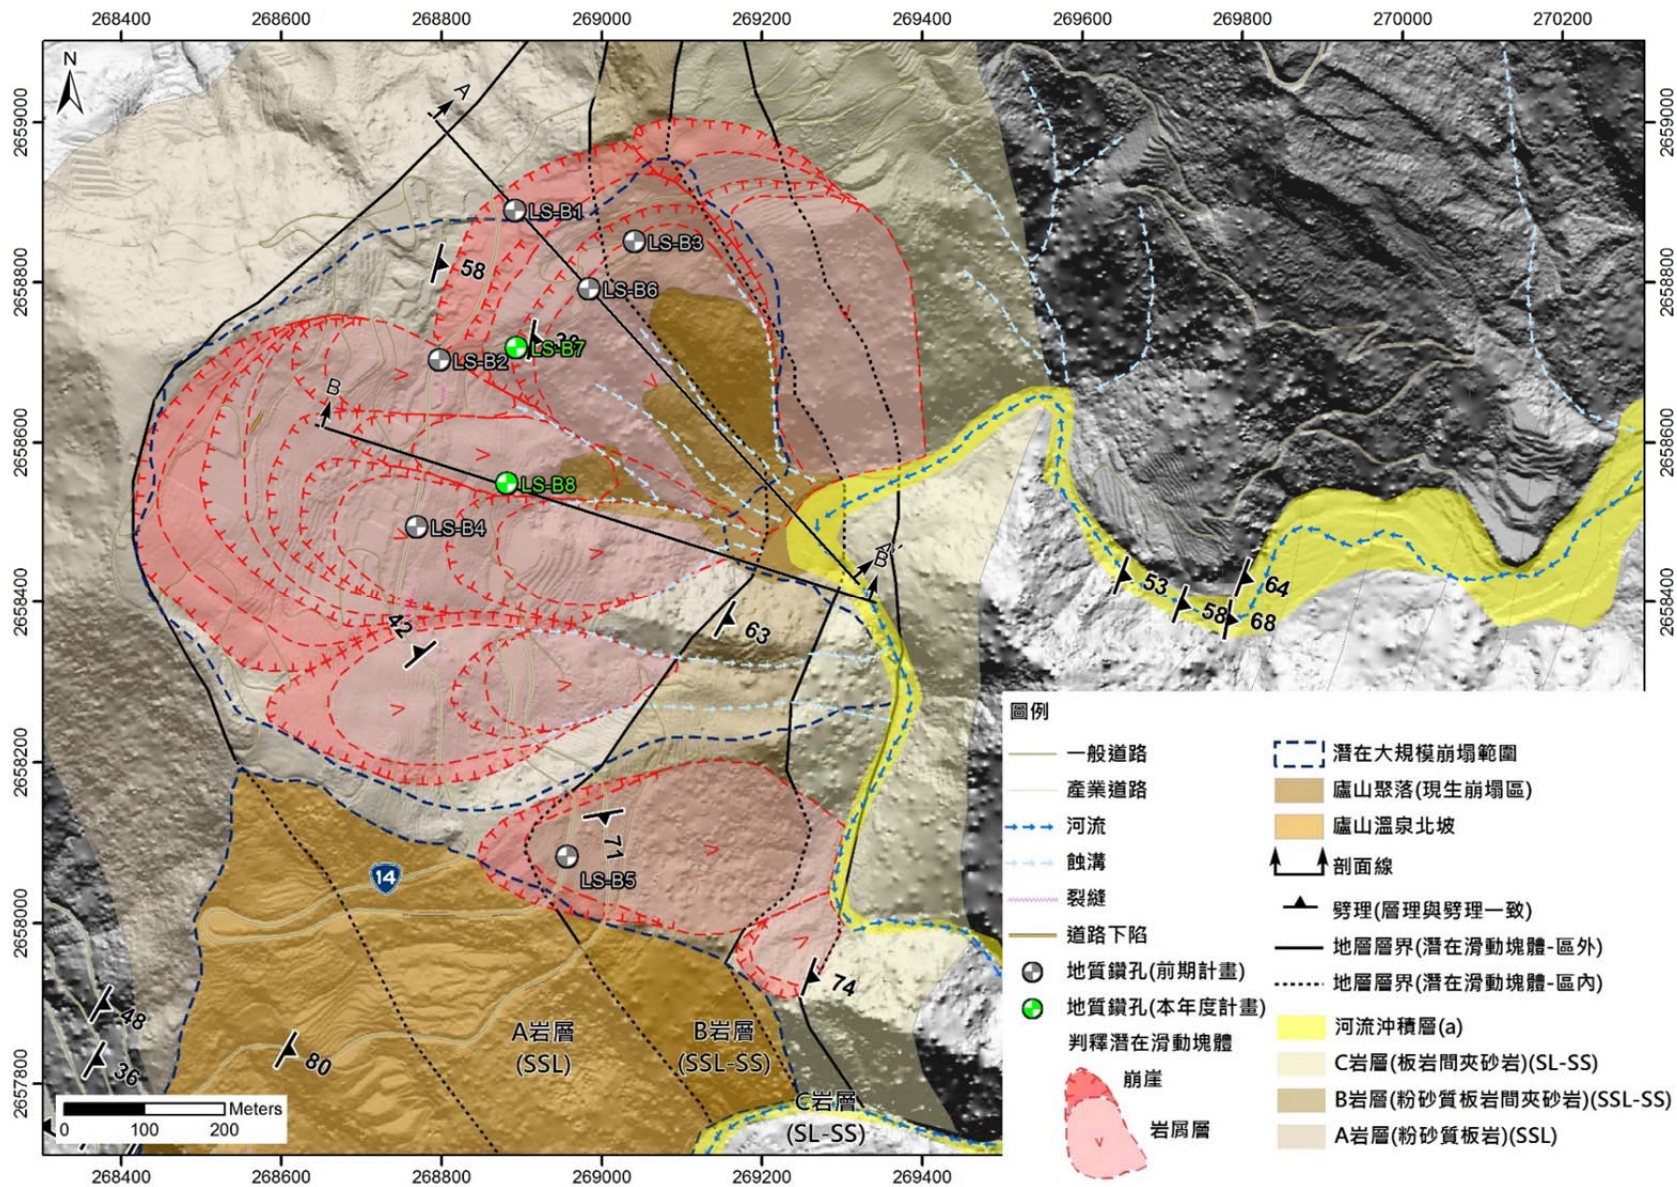 268400 268600 268800 269000 269200 269400 269600 269800 270000 270200
N
A
2659000
2659000
LS-B1
LS-B3
58
2658800
2658800
LS-B6
LS-B7
LS-B2
B
2658600
2658600
LS-B8
LS-B4
B'
53
64
58
68
2658400
2658400
42
63
2658200
71
LS-B5
14
2658000
74
48
A岩層
(SSL)
B岩層
(SSL-SS)
80
36
2657800
C岩層
(SL-SS)
Meters
0 100 200
268400 268600 268800 269000 269200 269400
圖例
一般道路
產業道路
河流
蝕溝
裂縫
道路下陷
地質鑽孔(前期計畫)
地質鑽孔(本年度計畫)
判釋潛在滑動塊體
崩崖
岩屑層
潛在大規模崩塌範圍
廬山聚落(現生崩塌區)
廬山溫泉北坡
剖面線
劈理(層理與劈理一致)
地層層界(潛在滑動塊體-區外)
地層層界(潛在滑動塊體-區內)
河流沖積層(a)
C岩層(板岩間夾砂岩)(SL-SS)
B岩層(粉砂質板岩間夾砂岩)(SSL-SS)
A岩層(粉砂質板岩)(SSL)